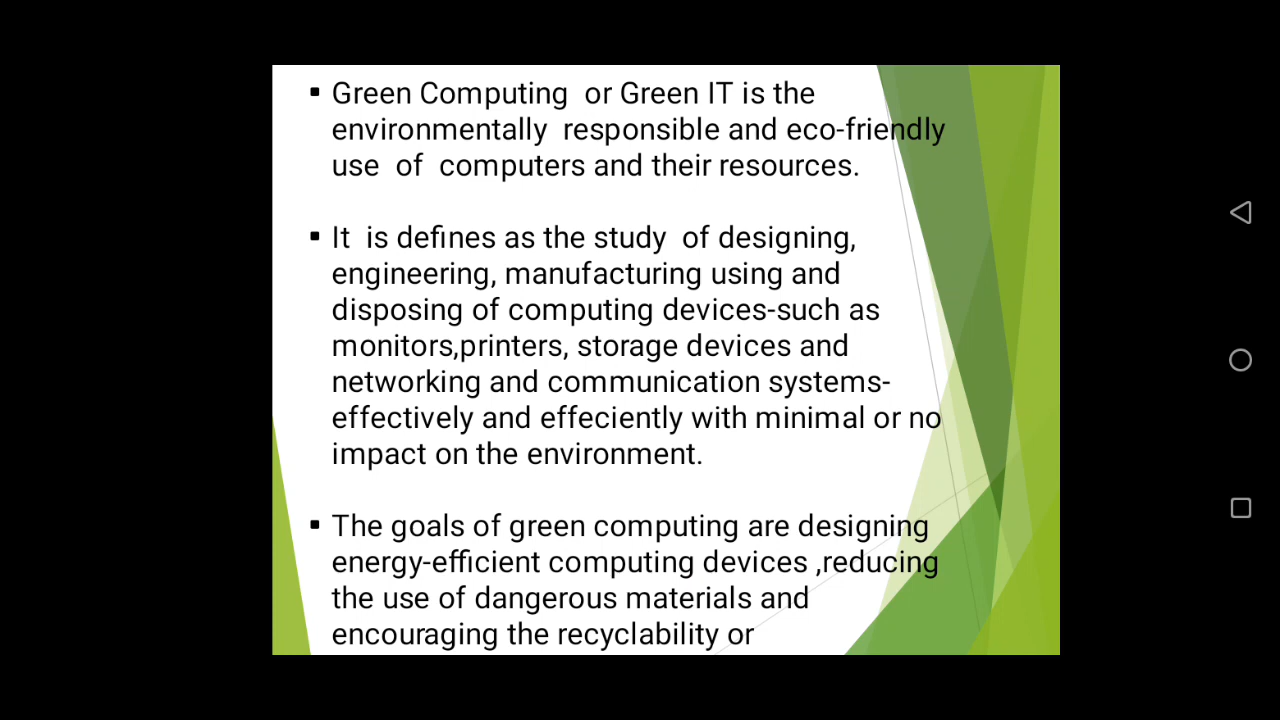 ▪ Green Computing  or Green IT is the
environmentally  responsible and eco-friendly
use  of  computers and their resources.
▪ It  is defines as the study  of designing,
engineering, manufacturing using and
disposing of computing devices-such as
monitors,printers, storage devices and
networking and communication systems-
effectively and effeciently with minimal or no
impact on the environment.
▪ The goals of green computing are designing
energy-efficient computing devices ,reducing
the use of dangerous materials and
encouraging the recyclability or